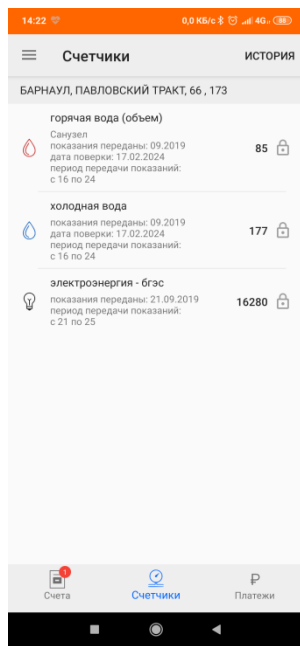 14:22 0,0 КБ/с 4G 88
Счетчики ИСТОРИЯ
БАРНАУЛ, ПАВЛОВСКИЙ ТРАКТ, 66 , 173
горячая вода (объем)
Санузел
показания переданы: 09.2019
дата поверки: 17.02.2024
период передачи показаний:
с 16 по 24
85
холодная вода
показания переданы: 09.2019
дата поверки: 17.02.2024
период передачи показаний:
с 16 по 24
177
электроэнергия - бгэс
показания переданы: 21.09.2019
период передачи показаний:
с 21 по 25
16280
1
Счета Счетчики Платежи